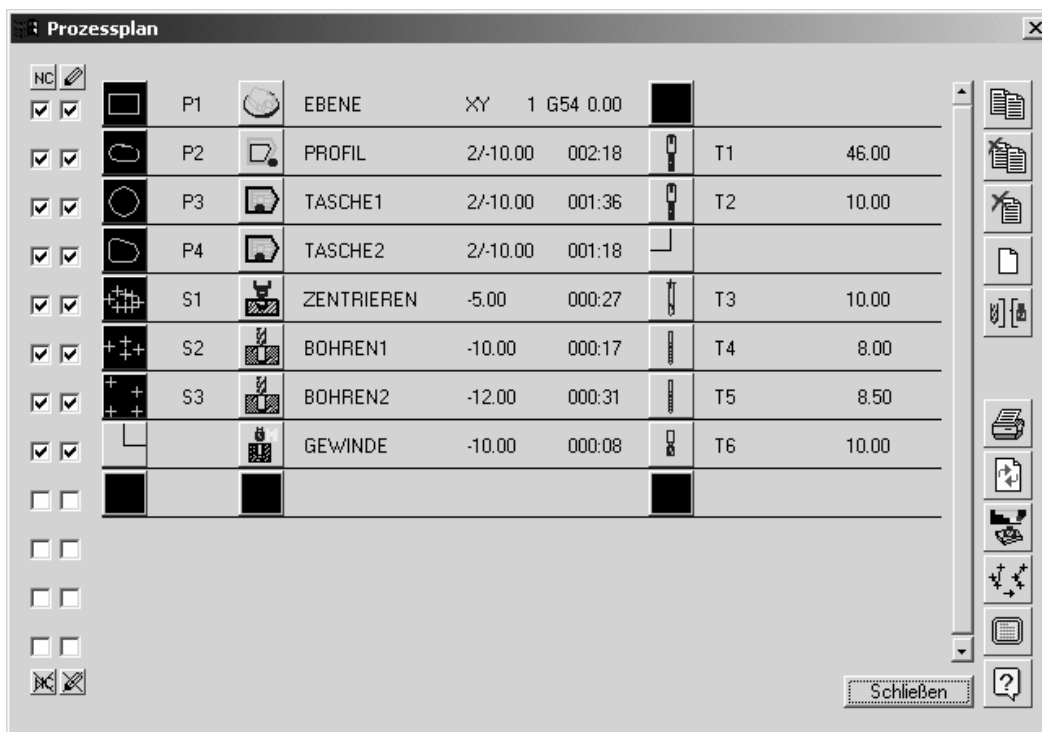 Prozessplan
NC
P1 EBENE XY 1 G54 0.00
P2 PROFIL 2/-10.00 002:18 T1 46.00
P3 TASCHE1 2/-10.00 001:36 T2 10.00
P4 TASCHE2 2/-10.00 001:18
S1 ZENTRIEREN -5.00 000:27 T3 10.00
S2 BOHREN1 -10.00 000:17 T4 8.00
S3 BOHREN2 -12.00 000:31 T5 8.50
GEWINDE -10.00 000:08 T6 10.00
NC
Schließen